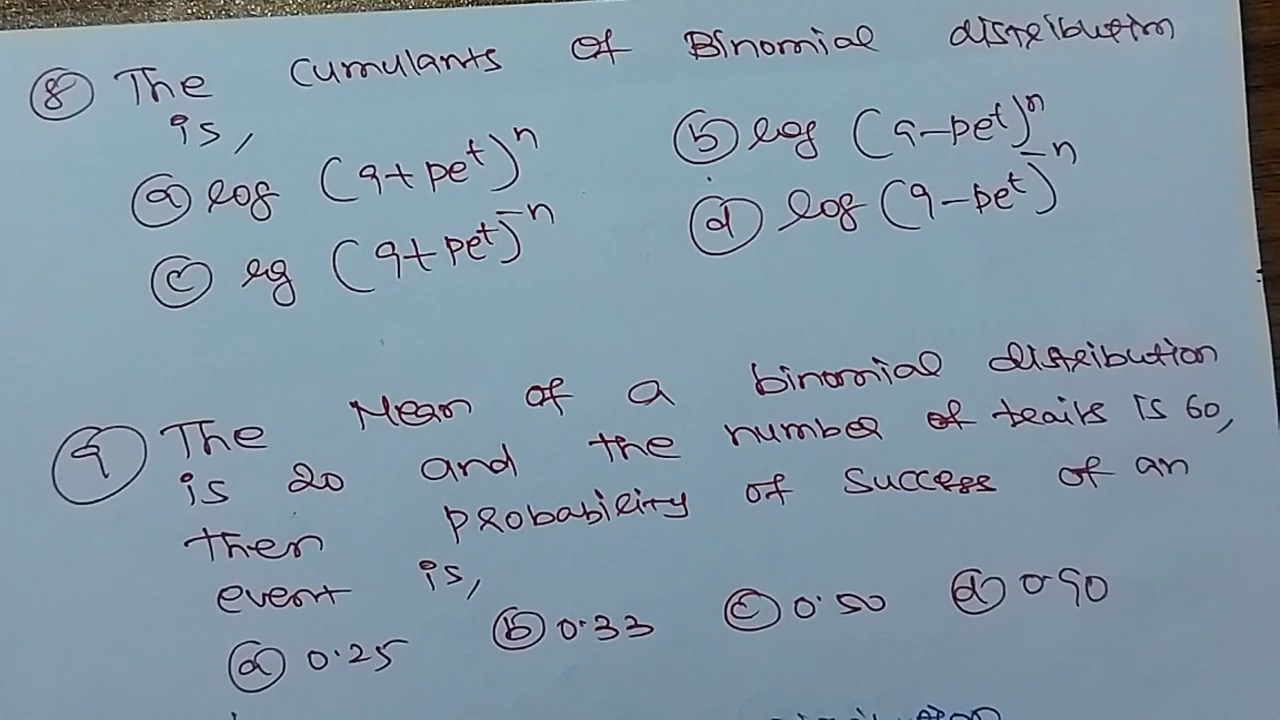 ⑧ The cumulants of Binomial distribution
is,
ⓐ log (q+pe^t)^n ⓑ log (q-pe^t)^n
ⓒ log (q+pe^t)^-n ⓓ log (q-pe^t)^-n
⑨ The Mean of a binomial distribution
is 20 and the number of trails is 60,
then probability of success of an
event is,
ⓐ 0.25 ⓑ 0.33 ⓒ 0.50 ⓓ 0.90